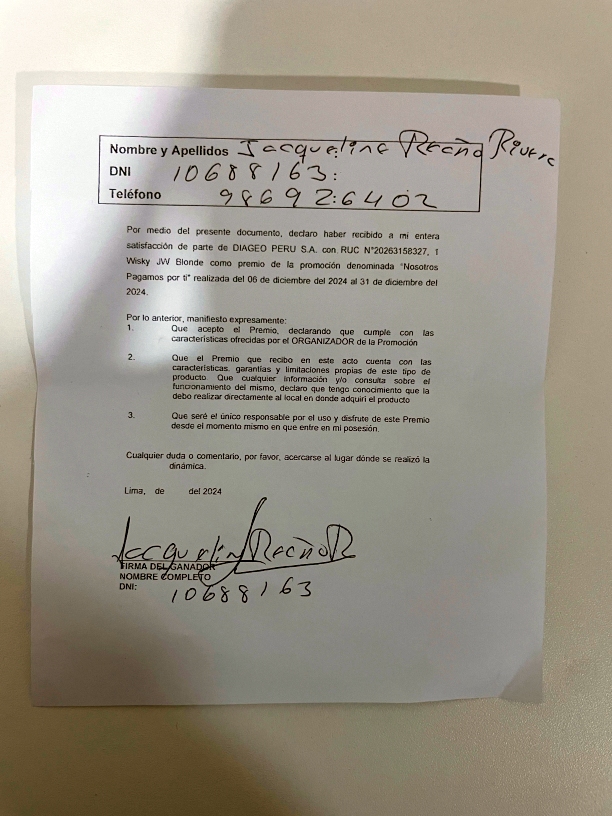 Nombre y Apellidos Jacqueline Reaño Rivera
DNI 10688163:
Teléfono 986926402
Por medio del presente documento, declaro haber recibido a mi entera
satisfacción de parte de DIAGEO PERU S.A. con RUC N°20263158327, 1
Wisky JW Blonde como premio de la promoción denominada "Nosotros
Pagamos por ti" realizada del 06 de diciembre del 2024 al 31 de diciembre del
2024.
Por lo anterior, manifiesto expresamente:
1. Que acepto el Premio, declarando que cumple con las
características ofrecidas por el ORGANIZADOR de la Promoción
2. Que el Premio que recibo en este acto cuenta con las
características, garantías y limitaciones propias de este tipo de
producto. Que cualquier información y/o consulta sobre el
funcionamiento del mismo, declaro que tengo conocimiento que la
debo realizar directamente al local en donde adquirí el producto
3. Que seré el único responsable por el uso y disfrute de este Premio
desde el momento mismo en que entre en mi posesión.
Cualquier duda o comentario, por favor, acercarse al lugar dónde se realizó la
dinámica.
Lima, de del 2024
Jacqueline Reaño R
FIRMA DEL GANADOR
NOMBRE COMPLETO
DNI: 10688163